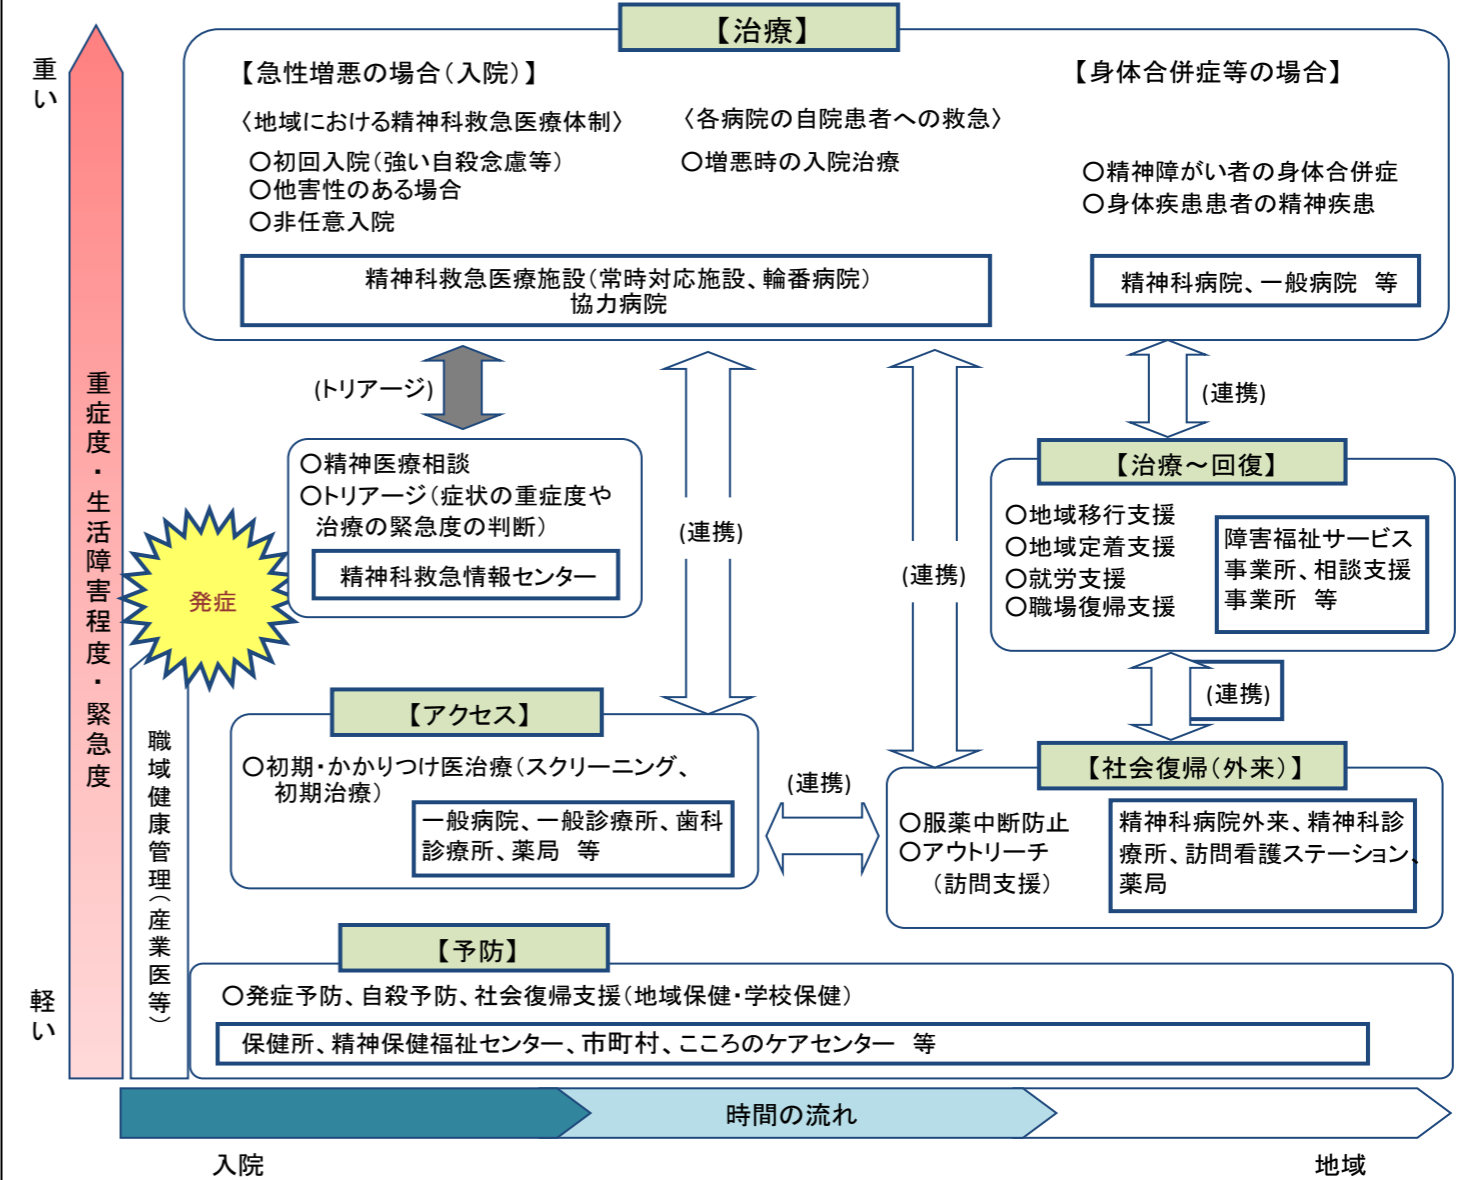 【治療】
重い
【急性増悪の場合（入院）】
【身体合併症等の場合】
〈地域における精神科救急医療体制〉
〈各病院の自院患者への救急〉
○初回入院（強い自殺念慮等）
○他害性のある場合
○非任意入院
○増悪時の入院治療
○精神障がい者の身体合併症
○身体疾患患者の精神疾患
精神科救急医療施設（常時対応施設、輪番病院）
協力病院
精神科病院、一般病院　等
(トリアージ)
(連携)
(連携)
(連携)
重症度・生活障害程度・緊急度
○精神医療相談
○トリアージ（症状の重症度や
治療の緊急度の判断）
精神科救急情報センター
発症
【治療～回復】
○地域移行支援
○地域定着支援
○就労支援
○職場復帰支援
障害福祉サービス
事業所、相談支援
事業所　等
(連携)
職域健康管理（産業医等）
【アクセス】
○初期・かかりつけ医治療（スクリーニング、
初期治療）
一般病院、一般診療所、歯科
診療所、薬局　等
(連携)
【社会復帰（外来）】
○服薬中断防止
○アウトリーチ
（訪問支援）
精神科病院外来、精神科診
療所、訪問看護ステーション、
薬局
【予防】
○発症予防、自殺予防、社会復帰支援（地域保健・学校保健）
保健所、精神保健福祉センター、市町村、こころのケアセンター　等
軽い
時間の流れ
入院
地域